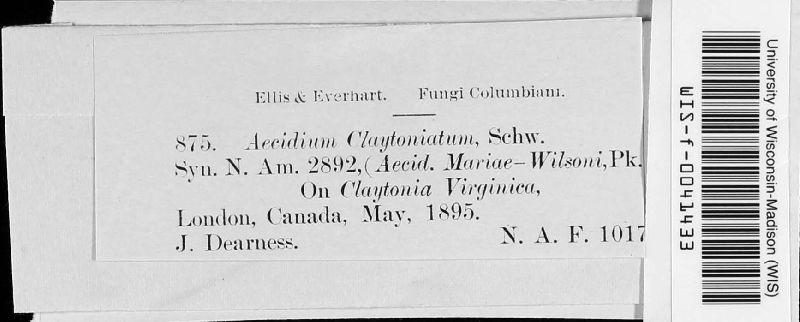 Ellis & Everhart. Fungi Columbiani.
875. Aecidium Claytoniatum, Schw.
Syn. N. Am. 2892, (Aecid. Mariae-Wilsoni, Pk.
On Claytonia Virginica,
London, Canada, May, 1895.
J. Dearness. N. A. F. 1017
University of Wisconsin-Madison (WIS)
WIS-f-0041433